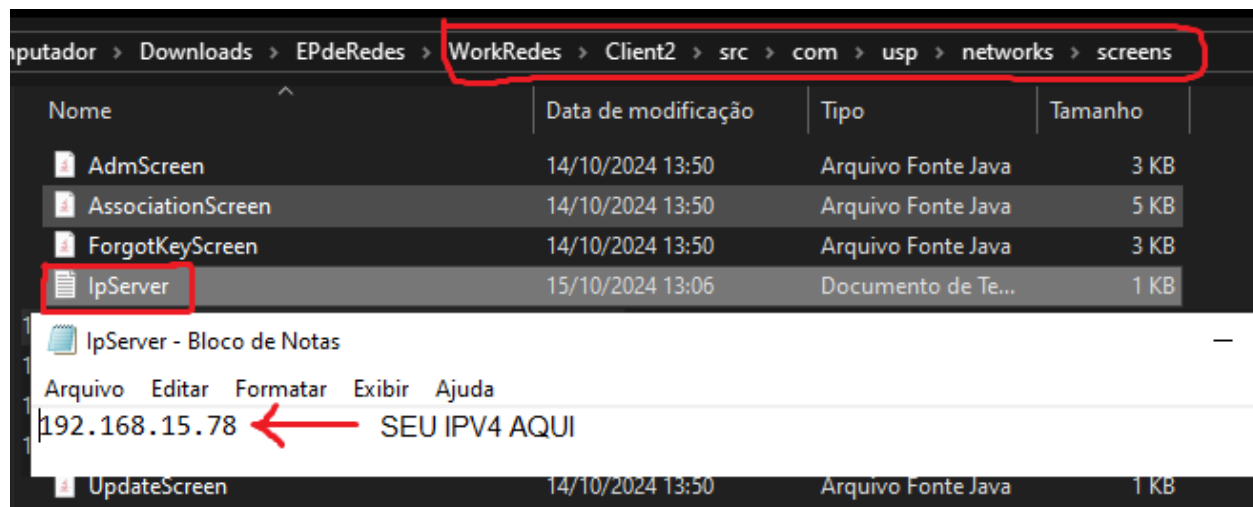 mputador > Downloads > EPdeRedes > WorkRedes > Client2 > src > com > usp > networks > screens
Nome Data de modificação Tipo Tamanho
AdmScreen 14/10/2024 13:50 Arquivo Fonte Java 3 KB
AssociationScreen 14/10/2024 13:50 Arquivo Fonte Java 5 KB
ForgotKeyScreen 14/10/2024 13:50 Arquivo Fonte Java 3 KB
IpServer 15/10/2024 13:06 Documento de Te... 1 KB
IpServer - Bloco de Notas
Arquivo Editar Formatar Exibir Ajuda
192.168.15.78 SEU IPV4 AQUI
UpdateScreen 14/10/2024 13:50 Arquivo Fonte Java 1 KB